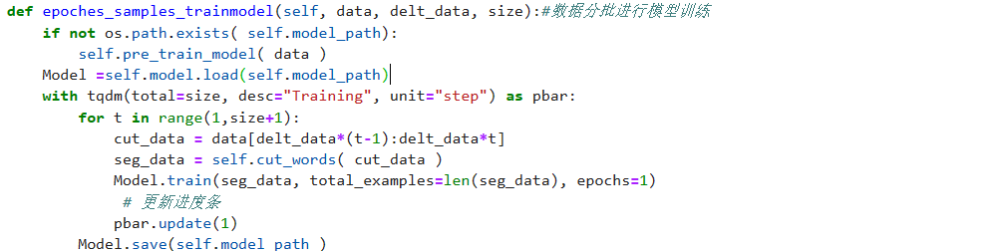 def epoches_samples_trainmodel(self, data, delt_data, size):#数据分批进行模型训练
    if not os.path.exists( self.model_path):
        self.pre_train_model( data )
    Model =self.model.load(self.model_path)
    with tqdm(total=size, desc="Training", unit="step") as pbar:
        for t in range(1,size+1):
            cut_data = data[delt_data*(t-1):delt_data*t]
            seg_data = self.cut_words( cut_data )
            Model.train(seg_data, total_examples=len(seg_data), epochs=1)
             # 更新进度条
            pbar.update(1)
        Model.save(self.model_path )